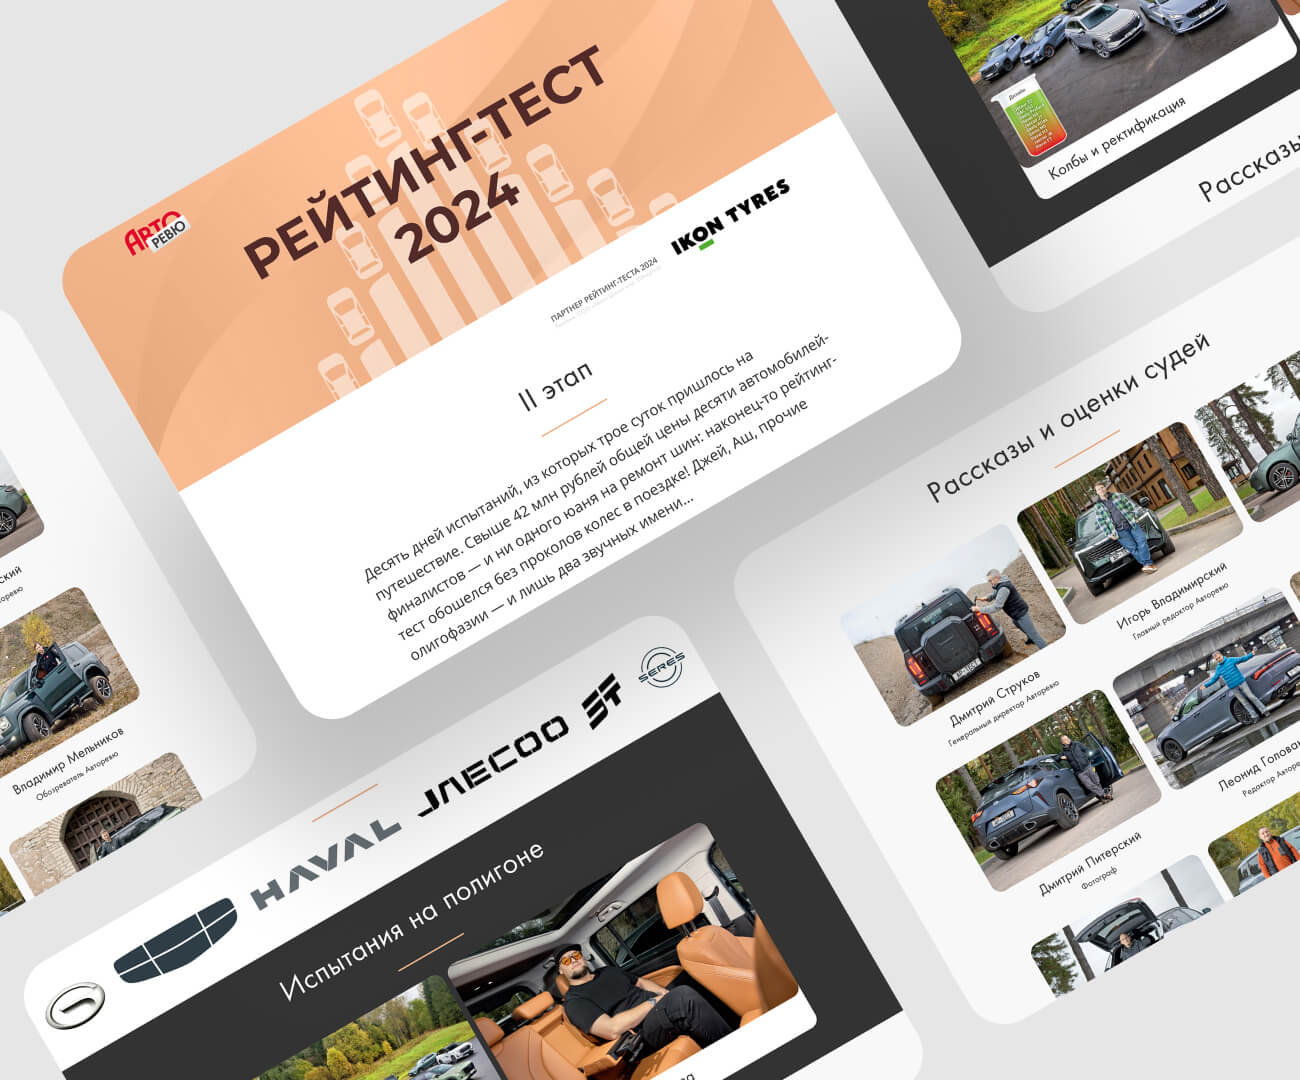 АВТО
РЕВЮ
РЕЙТИНГ-ТЕСТ
2024
IKON TYRES
ПАРТНЕР РЕЙТИНГ-ТЕСТА 2024
II этап
Десять дней испытаний, из которых трое суток пришлось на
путешествие. Свыше 42 млн рублей общей цены десяти автомобилей-
финалистов — и ни одного юаня на ремонт шин: наконец-то рейтинг-
тест обошелся без проколов колес в поездке! Джей, Аш, прочие
олигофазии — и лишь два звучных имени...
Дизайн
Колбы и ректификация
Рассказы
Рассказы и оценки судей
Дмитрий Струков
Генеральный директор Авторевю
Игорь Владимирский
Главный редактор Авторевю
Дмитрий Питерский
Фотограф
Леонид Голован
Редактор Авторе
ский
оревю
Владимир Мельников
Обозреватель Авторевю
HAVAL
JAECOO
SERES
Испытания на полигоне